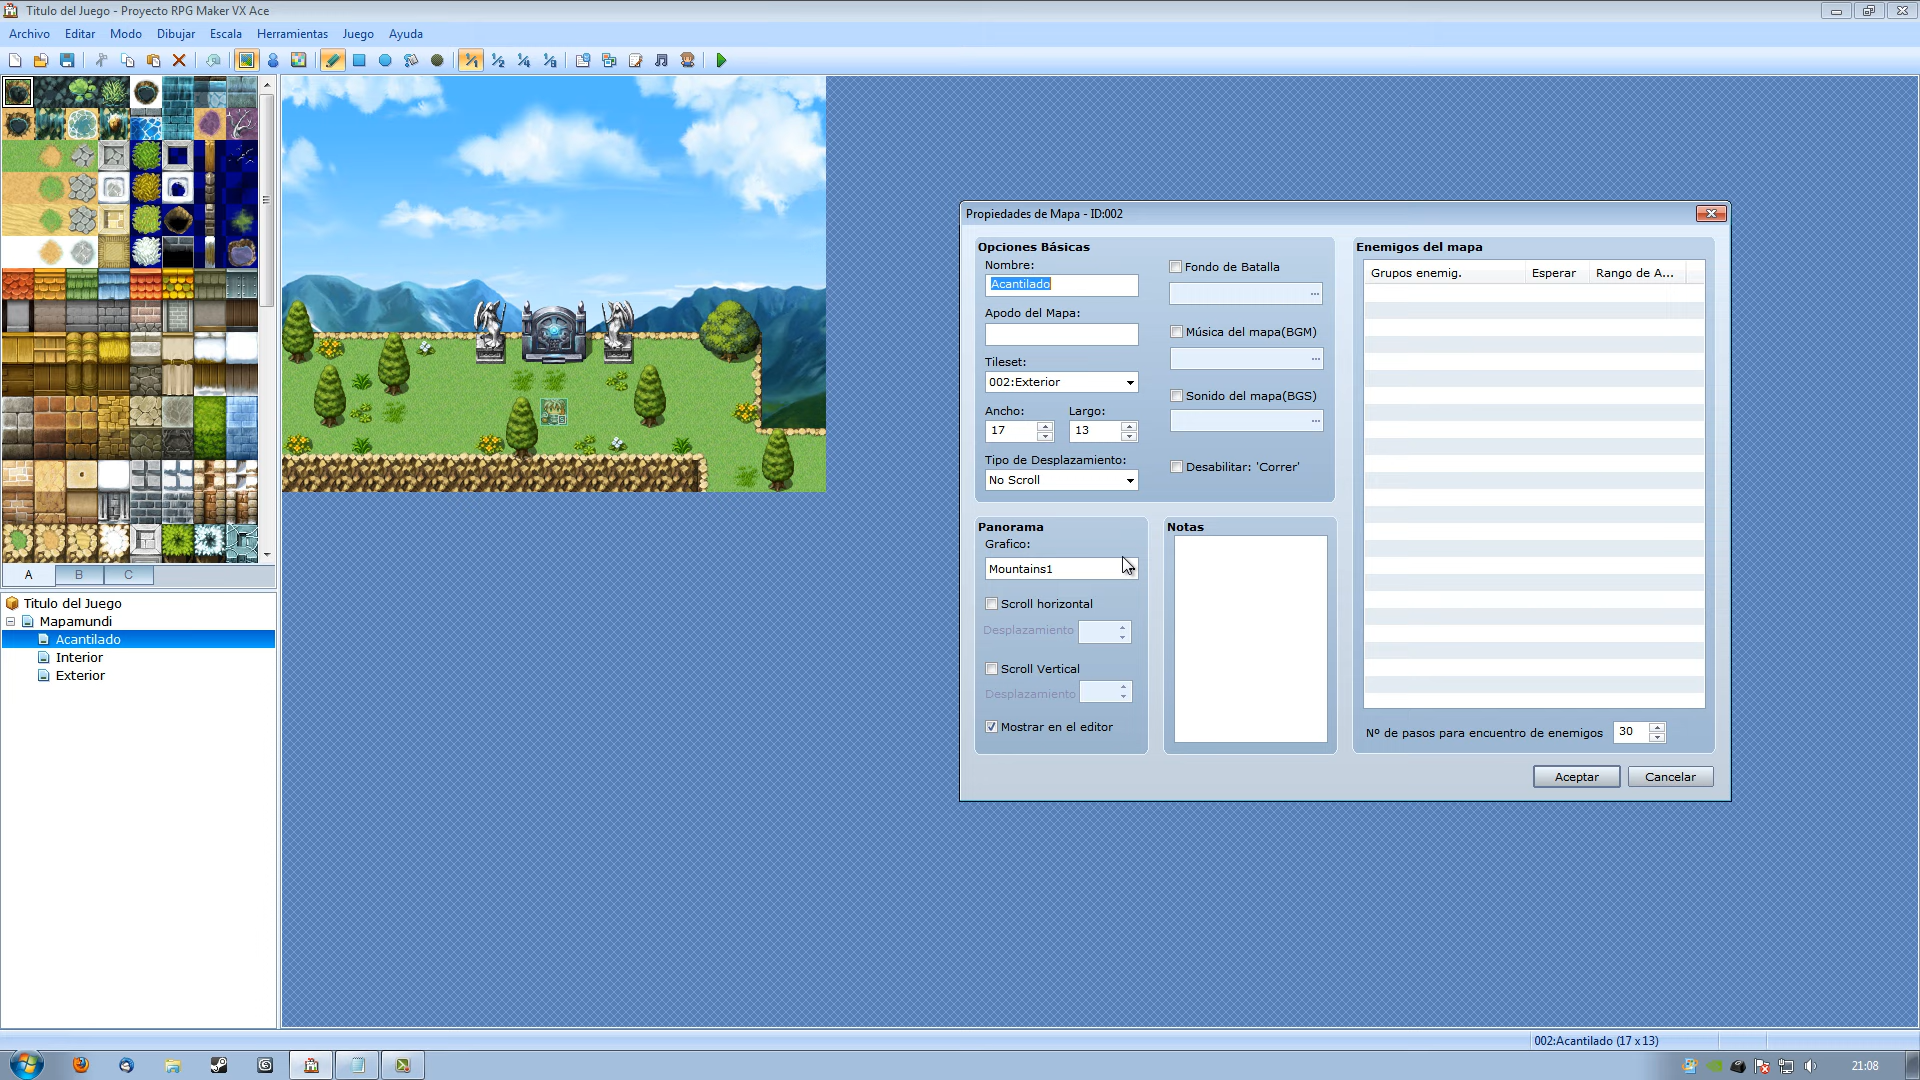 Titulo del Juego - Proyecto RPG Maker VX Ace
Archivo Editar Modo Dibujar Escala Herramientas Juego Ayuda
Propiedades de Mapa - ID:002
Opciones Básicas
Nombre:
Acantilado
Apodo del Mapa:
Tileset:
002:Exterior
Ancho: Largo:
17 13
Tipo de Desplazamiento:
No Scroll
Fondo de Batalla
...
Música del mapa(BGM)
...
Sonido del mapa(BGS)
...
Desabilitar: 'Correr'
Panorama
Grafico:
Mountains1
Scroll horizontal
Desplazamiento
Scroll Vertical
Desplazamiento
Mostrar en el editor
Notas
Enemigos del mapa
Grupos enemig. Esperar Rango de A...
Nº de pasos para encuentro de enemigos 30
Aceptar Cancelar
A B C
Titulo del Juego
Mapamundi
Acantilado
Interior
Exterior
002:Acantilado (17 x 13)
21:08